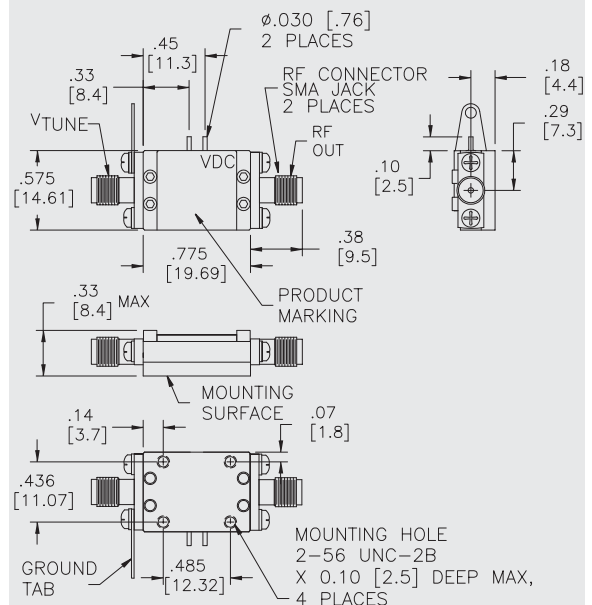 ø.030 [.76]
2 PLACES
.45
[11.3]
.33
[8.4]
RF CONNECTOR
SMA JACK
2 PLACES
.18
[4.4]
.29
[7.3]
VTUNE
VDC
RF
OUT
.10
[2.5]
.575
[14.61]
.775
[19.69]
.38
[9.5]
PRODUCT
MARKING
.33
[8.4] MAX
MOUNTING
SURFACE
.14
[3.7]
.07
[1.8]
.436
[11.07]
GROUND
TAB
.485
[12.32]
MOUNTING HOLE
2-56 UNC-2B
X 0.10 [2.5] DEEP MAX,
4 PLACES